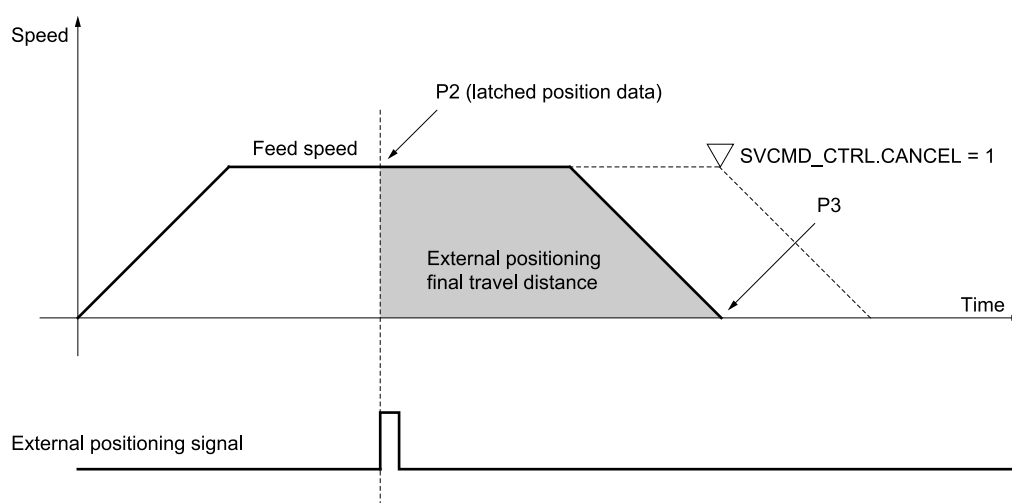 Speed
P2 (latched position data)
Feed speed
SVCMD_CTRL.CANCEL = 1
P3
External positioning
final travel distance
Time
External positioning signal